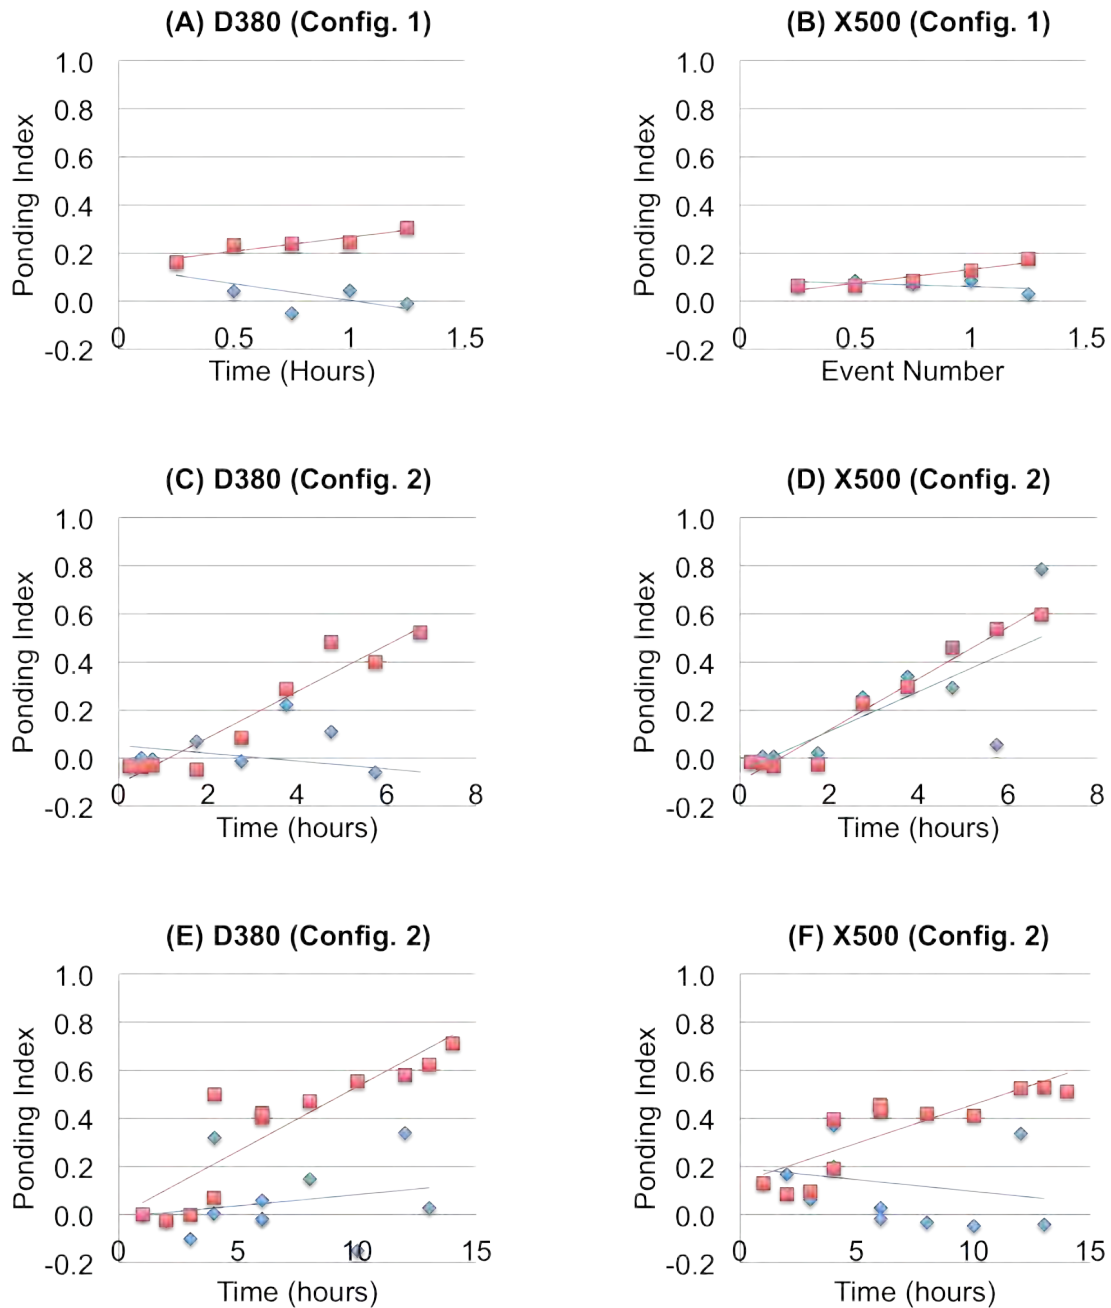 (A) D380 (Config. 1)
1.0
0.8
0.6
0.4
0.2
0.0
-0.2
Ponding Index
0 0.5 1 1.5
Time (Hours)
(B) X500 (Config. 1)
1.0
0.8
0.6
0.4
0.2
0.0
-0.2
Ponding Index
0 0.5 1 1.5
Event Number
(C) D380 (Config. 2)
1.0
0.8
0.6
0.4
0.2
0.0
-0.2
Ponding Index
0 2 4 6 8
Time (hours)
(D) X500 (Config. 2)
1.0
0.8
0.6
0.4
0.2
0.0
-0.2
Ponding Index
0 2 4 6 8
Time (hours)
(E) D380 (Config. 2)
1.0
0.8
0.6
0.4
0.2
0.0
-0.2
Ponding Index
0 5 10 15
Time (hours)
(F) X500 (Config. 2)
1.0
0.8
0.6
0.4
0.2
0.0
-0.2
Ponding Index
0 5 10 15
Time (hours)